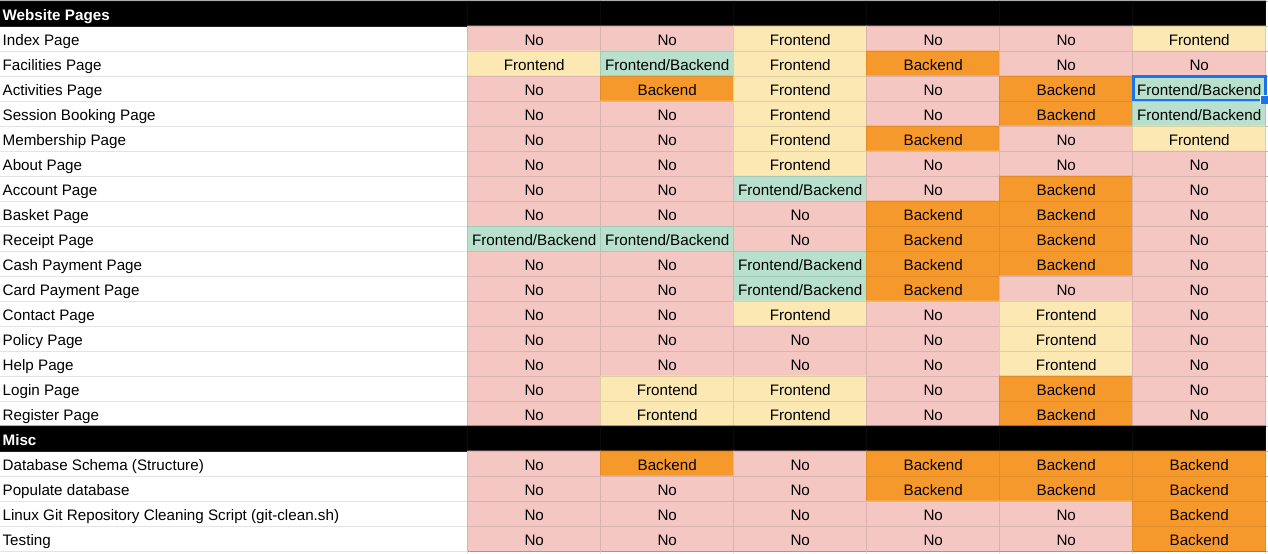 Website Pages
Index Page No No Frontend No No Frontend
Facilities Page Frontend Frontend/Backend Frontend Backend No No
Activities Page No Backend Frontend No Backend Frontend/Backend
Session Booking Page No No Frontend No Backend Frontend/Backend
Membership Page No No Frontend Backend No Frontend
About Page No No Frontend No No No
Account Page No No Frontend/Backend No Backend No
Basket Page No No No Backend Backend No
Receipt Page Frontend/Backend Frontend/Backend No Backend Backend No
Cash Payment Page No No Frontend/Backend Backend Backend No
Card Payment Page No No Frontend/Backend Backend No No
Contact Page No No Frontend No Frontend No
Policy Page No No No No Frontend No
Help Page No No No No Frontend No
Login Page No Frontend Frontend No Backend No
Register Page No Frontend Frontend No Backend No
Misc
Database Schema (Structure) No Backend No Backend Backend Backend
Populate database No No No Backend Backend Backend
Linux Git Repository Cleaning Script (git-clean.sh) No No No No No Backend
Testing No No No No No Backend